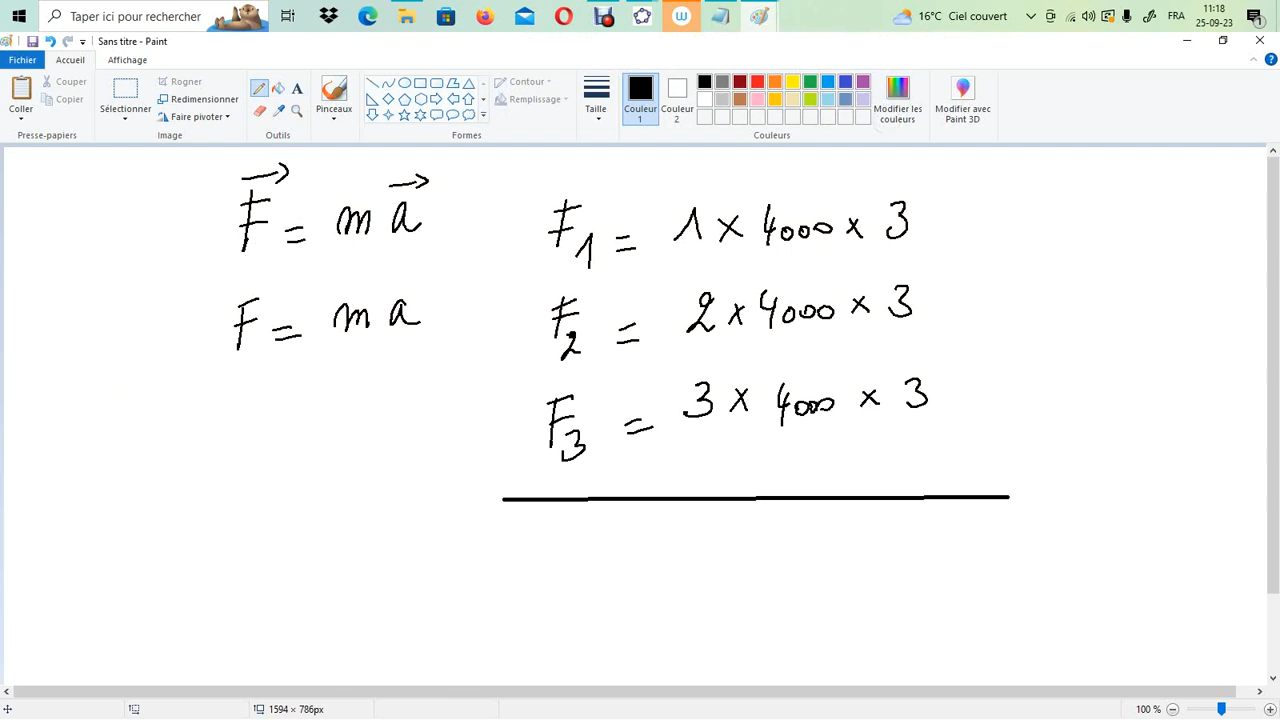 Taper ici pour rechercher
16°C Ciel couvert
FRA
11:18
25-09-23
1
Sans titre - Paint
Fichier Accueil Affichage
Coller
Couper
Copier
Presse-papiers
Sélectionner
Rogner
Redimensionner
Faire pivoter
Image
A
Outils
Pinceaux
Contour
Remplissage
Formes
Taille
Couleur 1
Couleur 2
Couleurs
Modifier les couleurs
Modifier avec Paint 3D
F = m a
F = m a
F1 = 1 x 4000 x 3
F2 = 2 x 4000 x 3
F3 = 3 x 4000 x 3
1594 × 786px
100 %